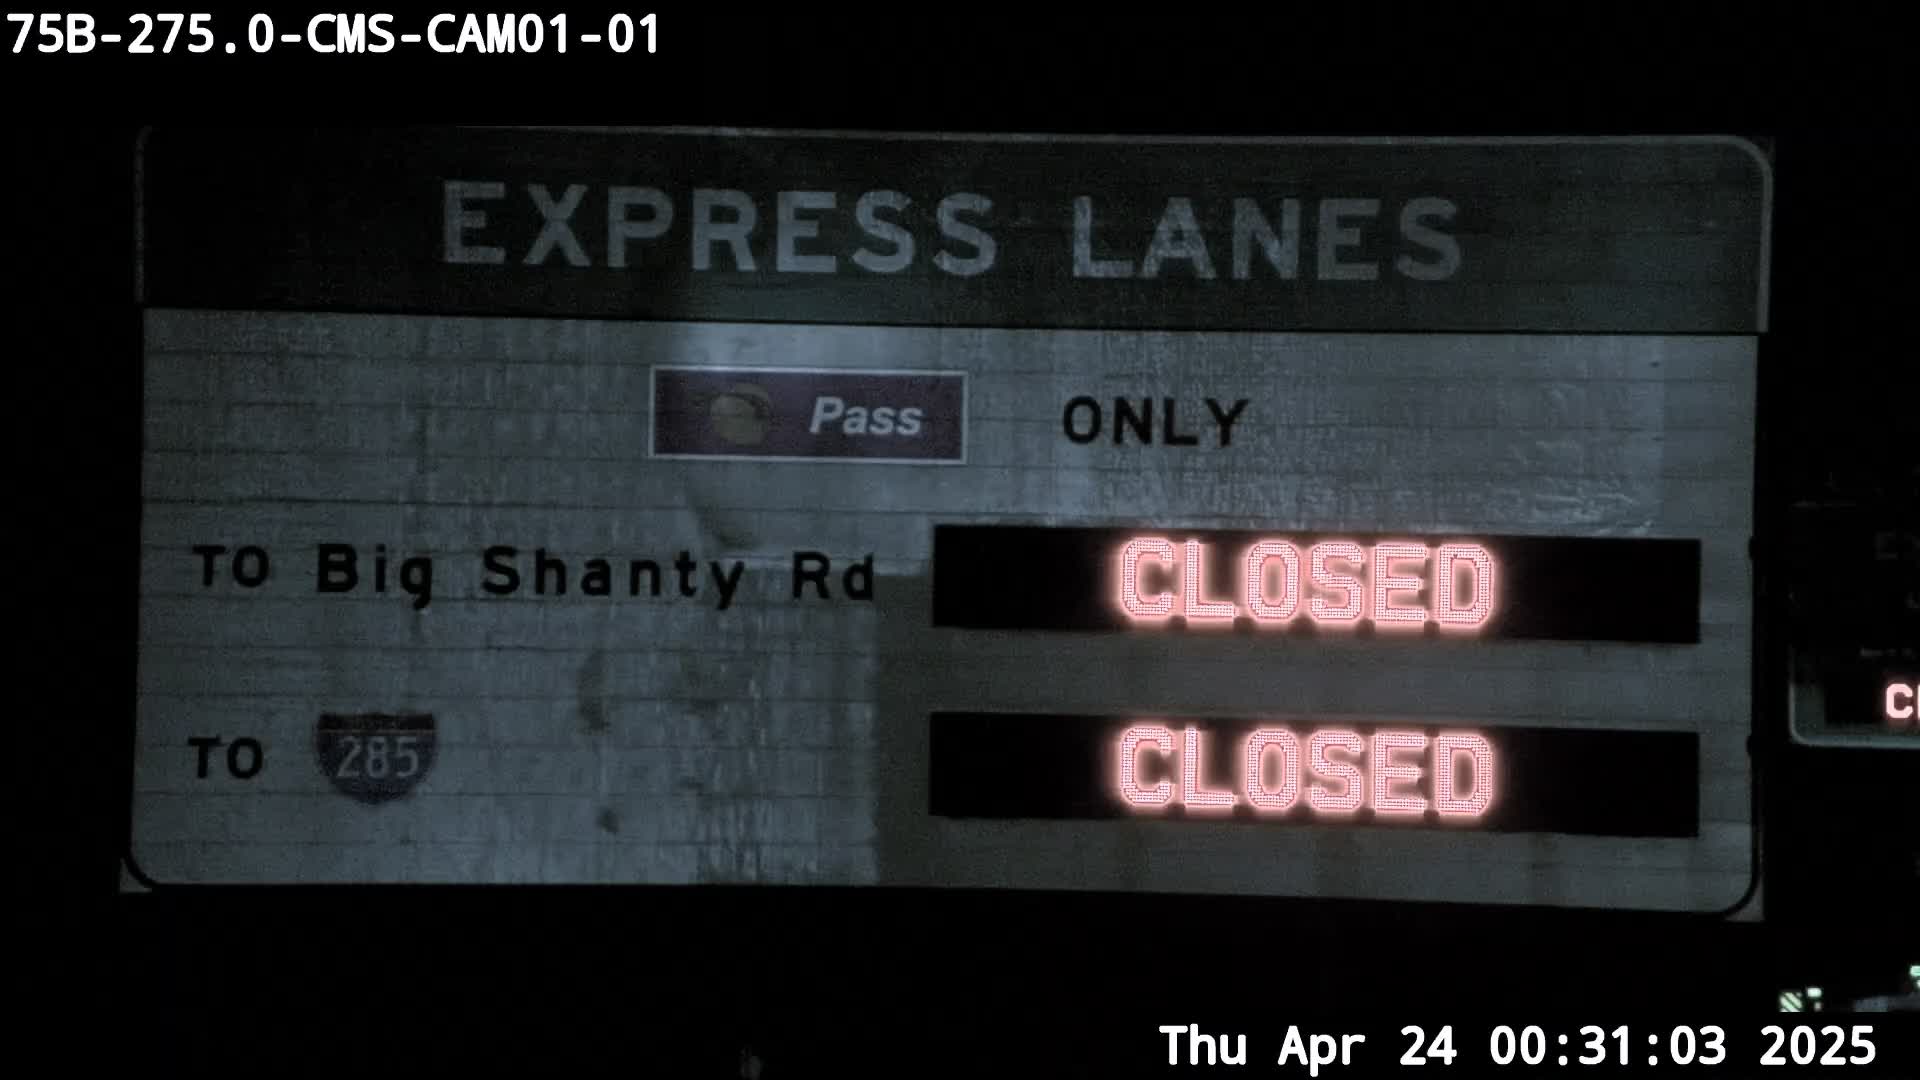 75B-275.0-CMS-CAM01-01
EXPRESS LANES
Pass ONLY
TO Big Shanty Rd CLOSED
TO 285 CLOSED
Thu Apr 24 00:31:03 2025